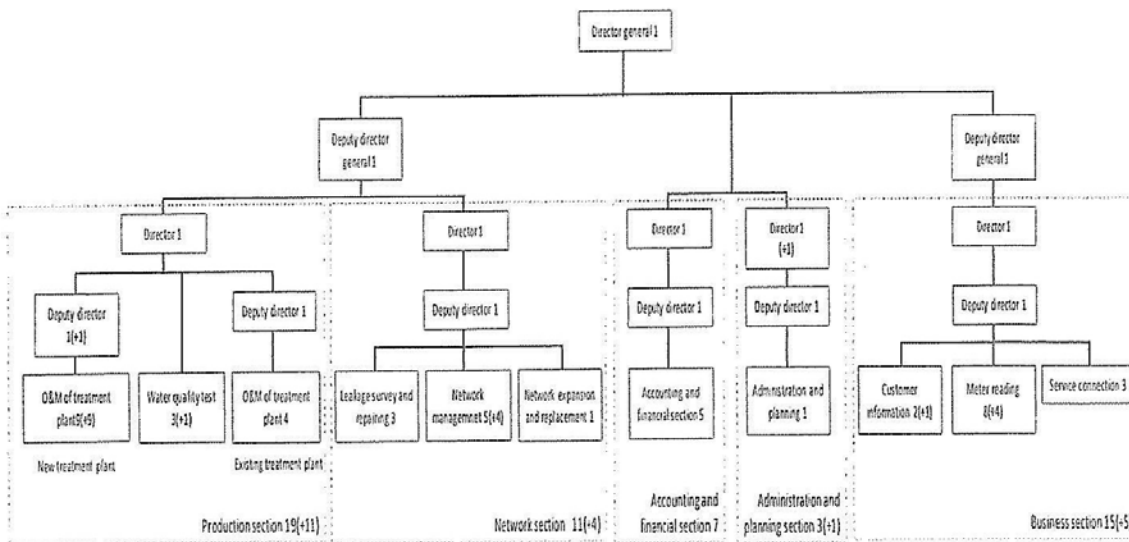 Director general 1
Deputy director
general 1
Deputy director
general 1
Director 1
Director 1
Director 1
Director 1
(+1)
Director 1
Deputy director
1(+1)
Deputy director 1
Deputy director 1
Deputy director 1
Deputy director 1
Deputy director 1
O&M of treatment
plant9(+9)
Water quality test
3(+1)
O&M of treatment
plant 4
Leakage survey and
repairing 3
Network
managemnet 5(+4)
Network expansion
and replacement 1
Accounting and
financial section 5
Administration and
planning 1
Customer
information 2(+1)
Meter reading
8(+4)
Service connection 3
New treatment plant
Existing treatment plant
Production section 19(+11)
Network section 11(+4)
Accounting and
financial section 7
Administration and
planning section 3(+1)
Business section 15(+5